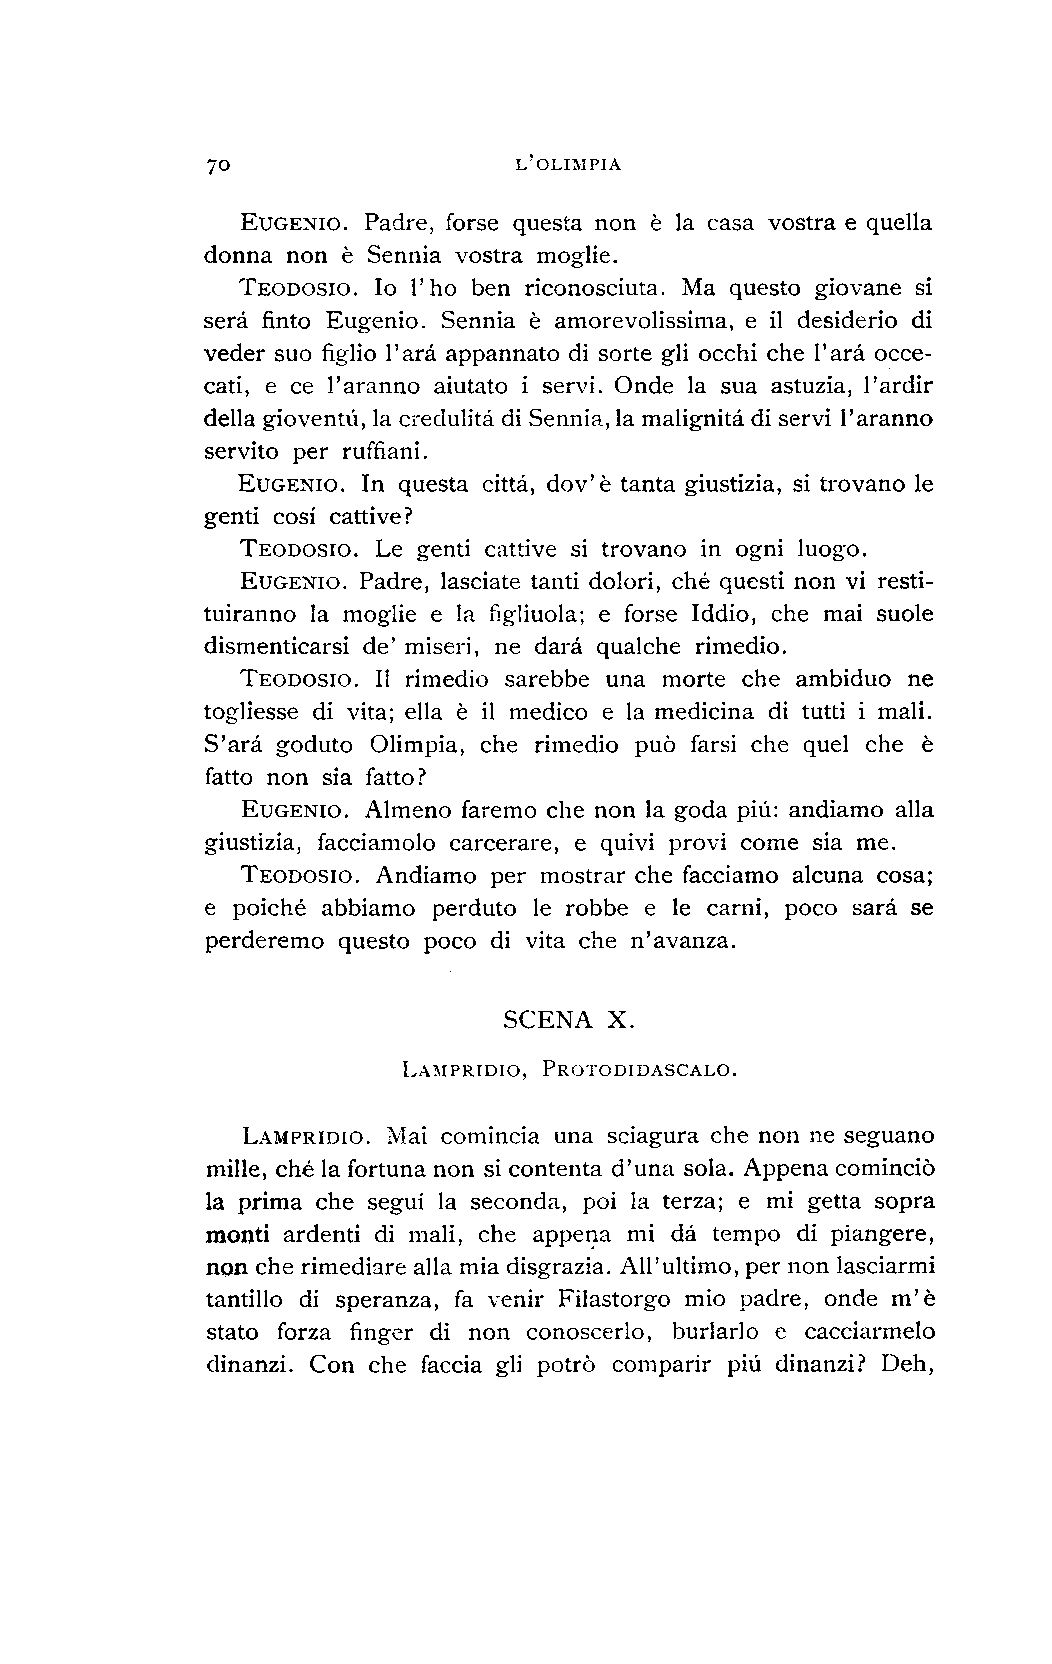 70 L'OLIMPIA
EUGENIO. Padre, forse questa non è la casa vostra e quella
donna non è Sennia vostra moglie.
TEODOSIO. Io l'ho ben riconosciuta. Ma questo giovane si
será finto Eugenio. Sennia è amorevolissima, e il desiderio di
veder suo figlio l'ará appannato di sorte gli occhi che l'ará occe-
cati, e ce l'aranno aiutato i servi. Onde la sua astuzia, l'ardir
della gioventú, la credulitá di Sennia, la malignitá di servi l'aranno
servito per ruffiani.
EUGENIO. In questa cittá, dov'è tanta giustizia, si trovano le
genti cosí cattive?
TEODOSIO. Le genti cattive si trovano in ogni luogo.
EUGENIO. Padre, lasciate tanti dolori, ché questi non vi resti-
tuiranno la moglie e la figliuola; e forse Iddio, che mai suole
dismenticarsi de' miseri, ne dará qualche rimedio.
TEODOSIO. Il rimedio sarebbe una morte che ambiduo ne
togliesse di vita; ella è il medico e la medicina di tutti i mali.
S'ará goduto Olimpia, che rimedio può farsi che quel che è
fatto non sia fatto?
EUGENIO. Almeno faremo che non la goda piú: andiamo alla
giustizia, facciamolo carcerare, e quivi provi come sia me.
TEODOSIO. Andiamo per mostrar che facciamo alcuna cosa;
e poiché abbiamo perduto le robbe e le carni, poco sará se
perderemo questo poco di vita che n'avanza.
SCENA X.
LAMPRIDIO, PROTODIDASCALO.
LAMPRIDIO. Mai comincia una sciagura che non ne seguano
mille, ché la fortuna non si contenta d'una sola. Appena cominciò
la prima che seguí la seconda, poi la terza; e mi getta sopra
monti ardenti di mali, che appena mi dá tempo di piangere,
non che rimediare alla mia disgrazia. All'ultimo, per non lasciarmi
tantillo di speranza, fa venir Filastorgo mio padre, onde m'è
stato forza finger di non conoscerlo, burlarlo e cacciarmelo
dinanzi. Con che faccia gli potrò comparir piú dinanzi? Deh,